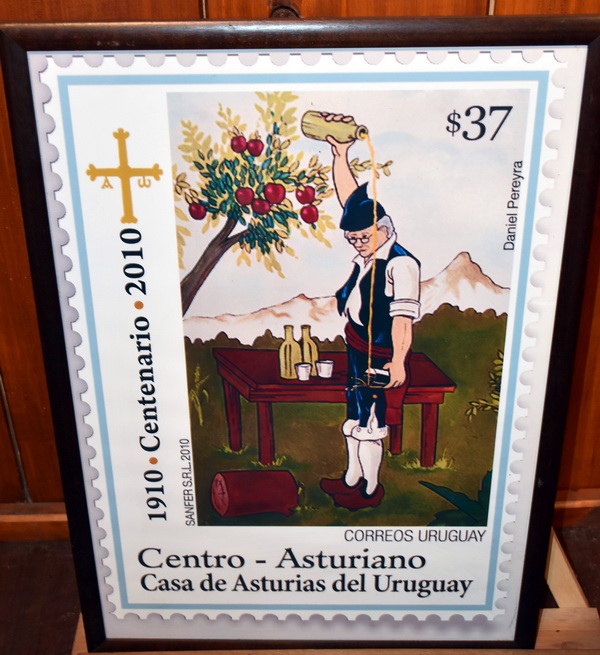 $37
Daniel Pereyra
Α ω
1910 • Centenario • 2010
SANFER S.R.L. 2010
CORREOS URUGUAY
Centro - Asturiano
Casa de Asturias del Uruguay